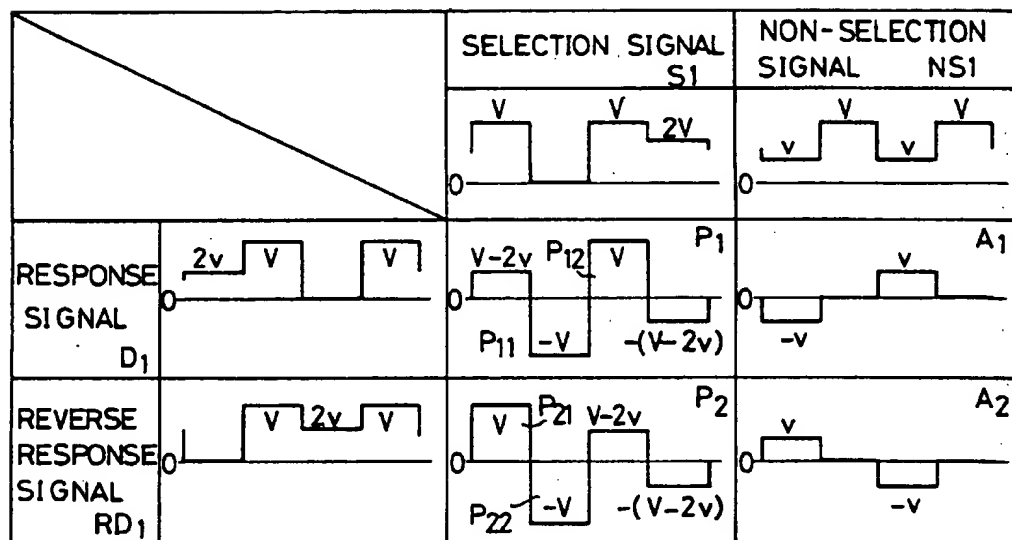 SELECTION SIGNAL
S1
NON-SELECTION
SIGNAL NS1
V V 2V
0
v V v V
0
RESPONSE
SIGNAL
D1
2v V V
0
P1
V-2v P12 V
0
P11 -V -(V-2v)
A1
v
0
-v
REVERSE
RESPONSE
SIGNAL
RD1
V 2v V
0
P2
V P21 V-2v
0
P22 -V -(V-2v)
A2
v
0
-v